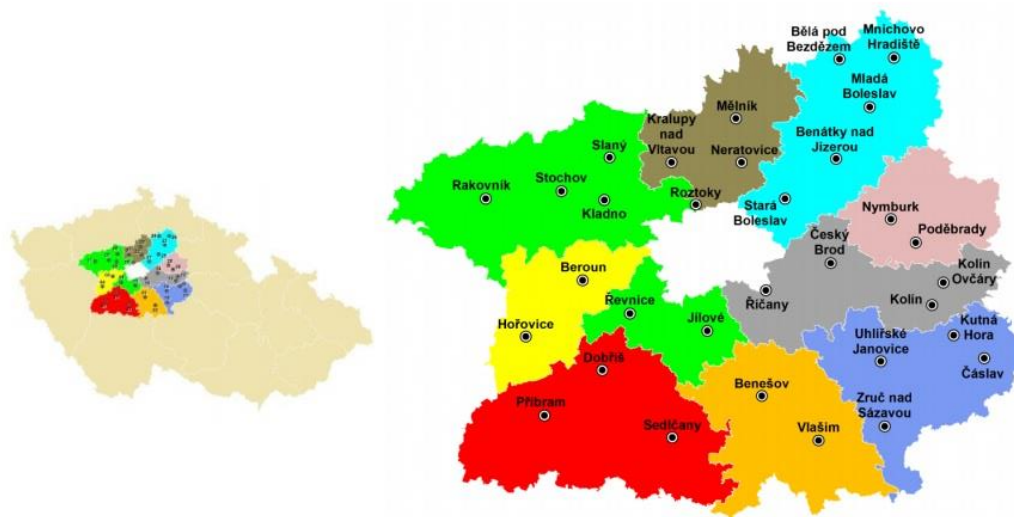 Bělá pod
Bezdězem
Mnichovo
Hradiště
Mladá
Boleslav
Mělník
Kralupy
nad
Vltavou
Neratovice
Benátky nad
Jizerou
Slaný
Stochov
Rakovník
Kladno
Roztoky
Stará
Boleslav
Nymburk
Poděbrady
Český
Brod
Kolín
Ovčáry
Beroun
Řevnice
Říčany
Kolín
Hořovice
Jílové
Uhlířské
Janovice
Kutná
Hora
Čáslav
Dobříš
Benešov
Příbram
Sedlčany
Vlašim
Zruč nad
Sázavou